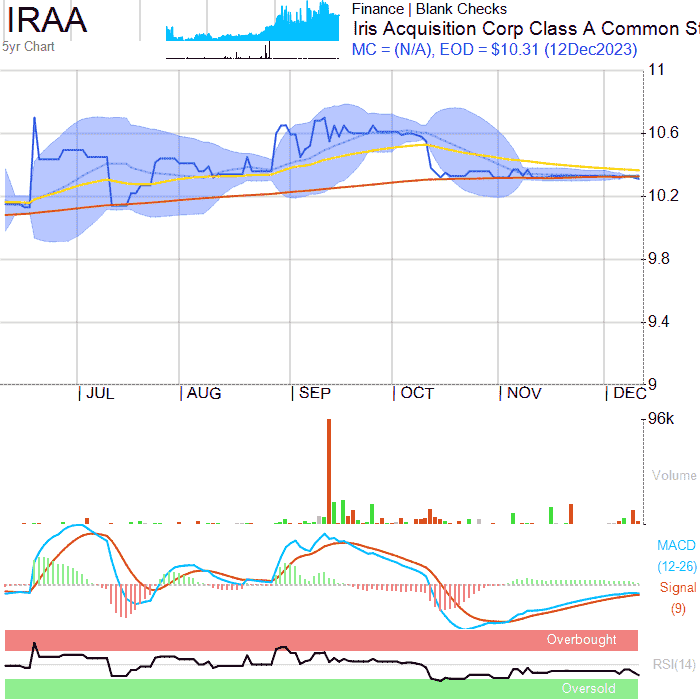 IRAA
5yr Chart
Finance | Blank Checks
Iris Acquisition Corp Class A Common St
MC = (N/A), EOD = $10.31 (12Dec2023)
11
10.6
10.2
9.8
9.4
9
JUL AUG SEP OCT NOV DEC
96k
Volume
MACD
(12-26)
Signal
(9)
Overbought
RSI(14)
Oversold